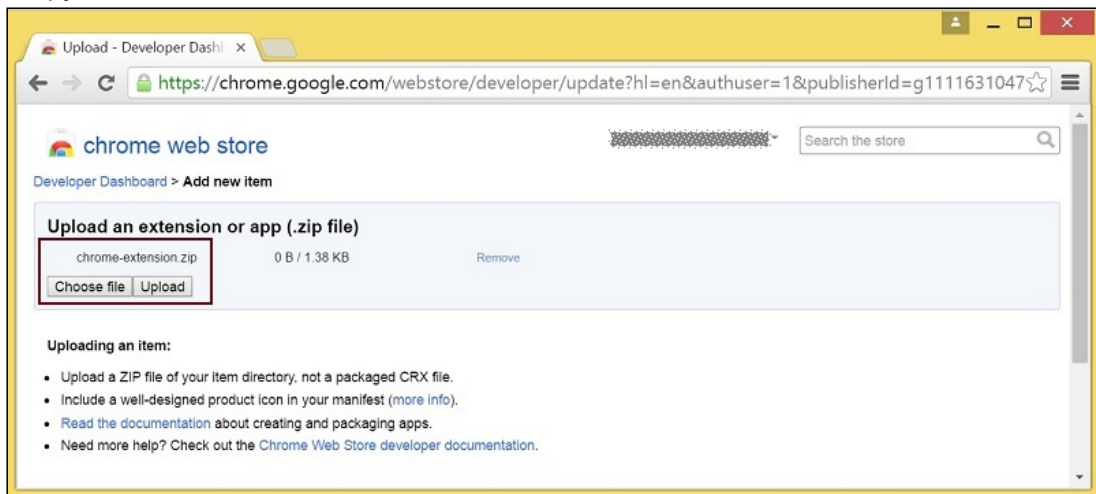 Upload - Developer Dashb
https://chrome.google.com/webstore/developer/update?hl=en&authuser=1&publisherId=g1111631047
chrome web store
Search the store
Developer Dashboard > Add new item
Upload an extension or app (.zip file)
chrome-extension.zip 0 B / 1.38 KB Remove
Choose file Upload
Uploading an item:
• Upload a ZIP file of your item directory, not a packaged CRX file.
• Include a well-designed product icon in your manifest (more info).
• Read the documentation about creating and packaging apps.
• Need more help? Check out the Chrome Web Store developer documentation.